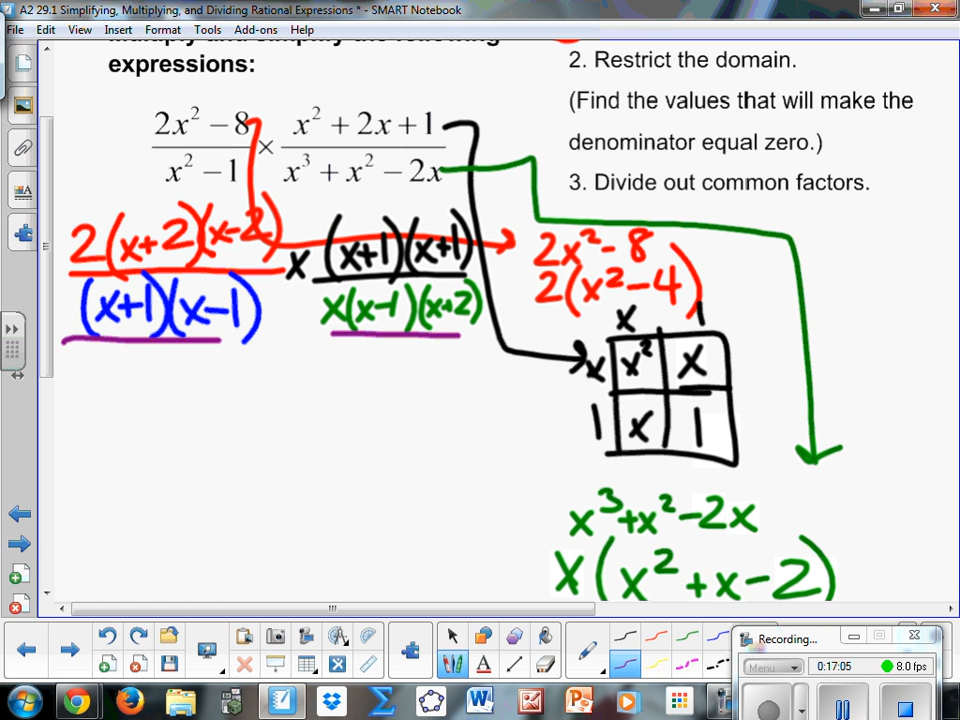 A2 29.1 Simplifying, Multiplying, and Dividing Rational Expressions * - SMART Notebook
File Edit View Insert Format Tools Add-ons Help
expressions:
2. Restrict the domain.
(Find the values that will make the
denominator equal zero.)
3. Divide out common factors.
2x² – 8 x² + 2x + 1
×
x² – 1 x³ + x² – 2x
2(x+2)(x-2) x (x+1)(x+1)
(x+1)(x-1) x(x-1)(x+2)
2x²-8
2(x²-4)
x 1
x x² x
1 x 1
x³+x²-2x
x(x²+x-2)
Recording...
Menu 0:17:05 8.0 fps